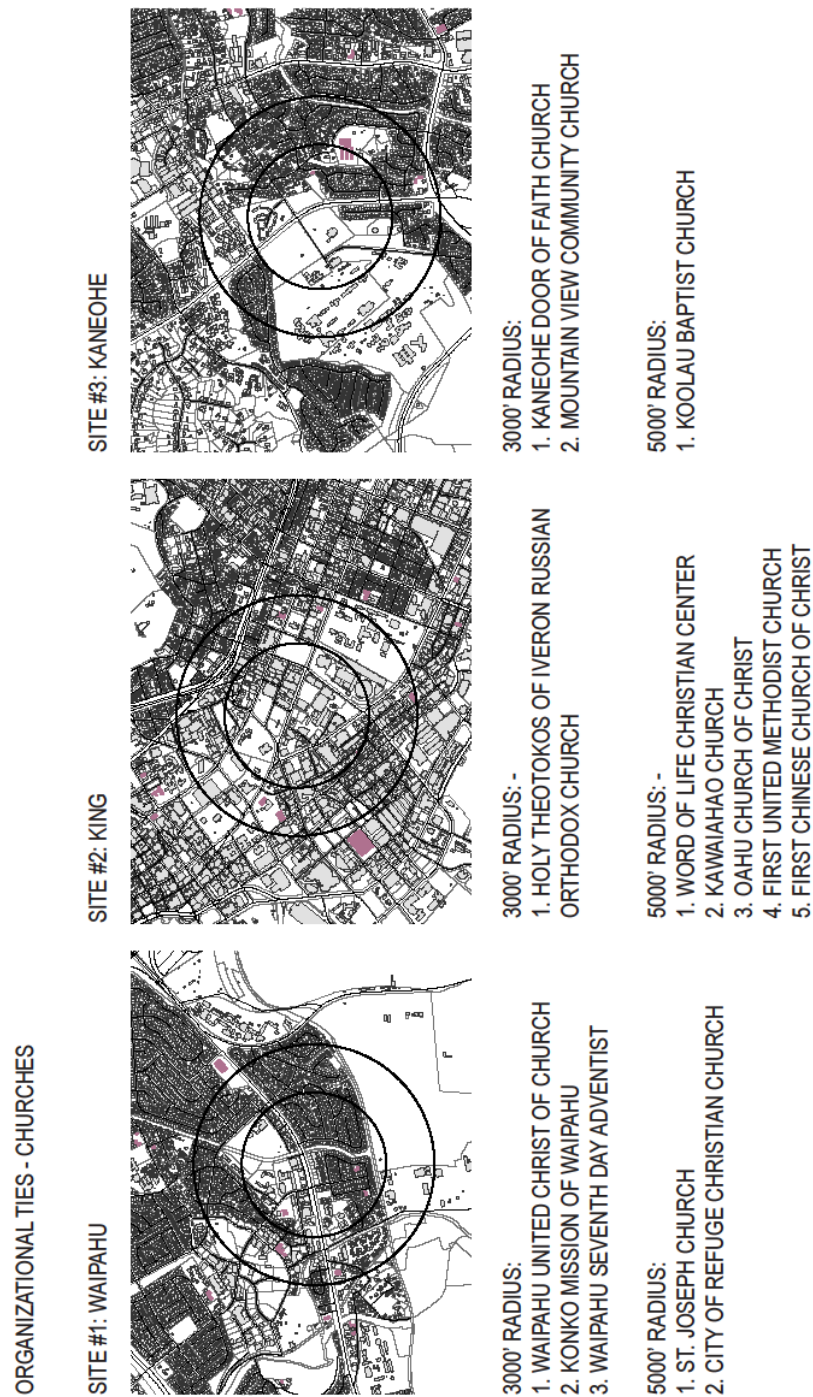 ORGANIZATIONAL TIES - CHURCHES
SITE #1: WAIPAHU
3000' RADIUS:
1. WAIPAHU UNITED CHRIST OF CHURCH
2. KONKO MISSION OF WAIPAHU
3. WAIPAHU SEVENTH DAY ADVENTIST
5000' RADIUS:
1. ST. JOSEPH CHURCH
2. CITY OF REFUGE CHRISTIAN CHURCH
SITE #2: KING
3000' RADIUS: -
1. HOLY THEOTOKOS OF IVERON RUSSIAN
ORTHODOX CHURCH
5000' RADIUS: -
1. WORD OF LIFE CHRISTIAN CENTER
2. KAWAIAHAO CHURCH
3. OAHU CHURCH OF CHRIST
4. FIRST UNITED METHODIST CHURCH
5. FIRST CHINESE CHURCH OF CHRIST
SITE #3: KANEOHE
3000' RADIUS:
1. KANEOHE DOOR OF FAITH CHURCH
2. MOUNTAIN VIEW COMMUNITY CHURCH
5000' RADIUS:
1. KOOLAU BAPTIST CHURCH